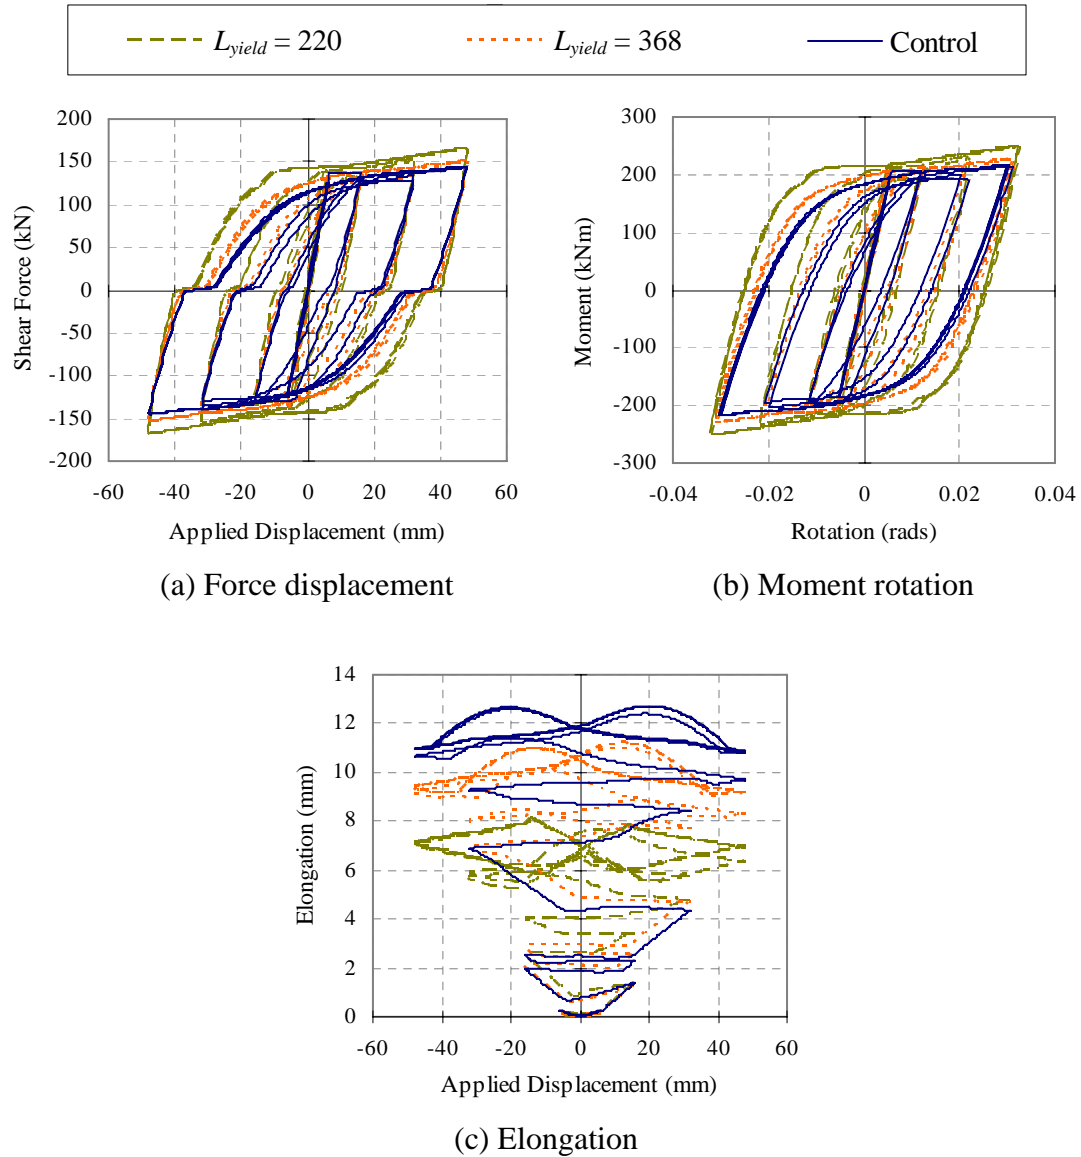 L_yield = 220 L_yield = 368 Control
200
150
100
50
0
-50
-100
-150
-200
-60 -40 -20 0 20 40 60
Shear Force (kN)
Applied Displacement (mm)
(a) Force displacement
300
200
100
0
-100
-200
-300
-0.04 -0.02 0 0.02 0.04
Moment (kNm)
Rotation (rads)
(b) Moment rotation
14
12
10
8
6
4
2
0
-60 -40 -20 0 20 40 60
Elongation (mm)
Applied Displacement (mm)
(c) Elongation